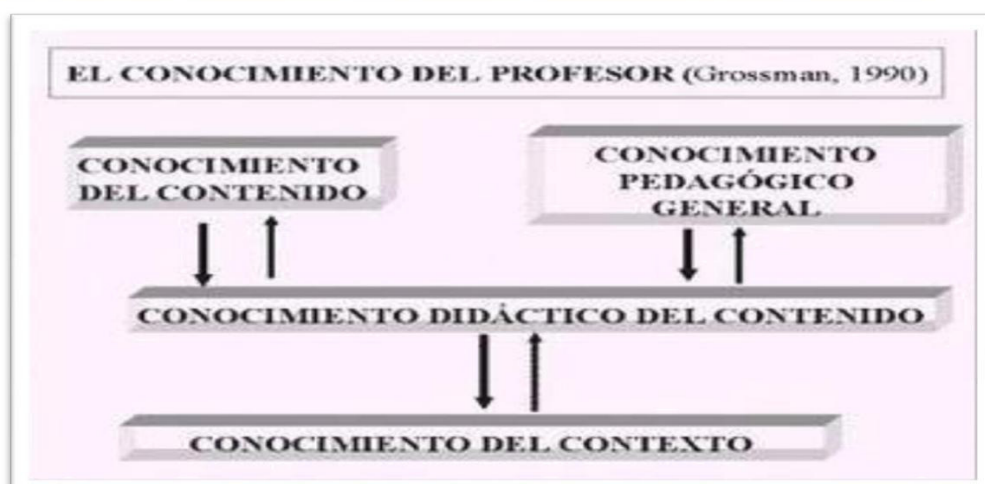 EL CONOCIMIENTO DEL PROFESOR (Grossman, 1990)
CONOCIMIENTO
DEL CONTENIDO
CONOCIMIENTO
PEDAGÓGICO
GENERAL
CONOCIMIENTO DIDÁCTICO DEL CONTENIDO
CONOCIMIENTO DEL CONTEXTO